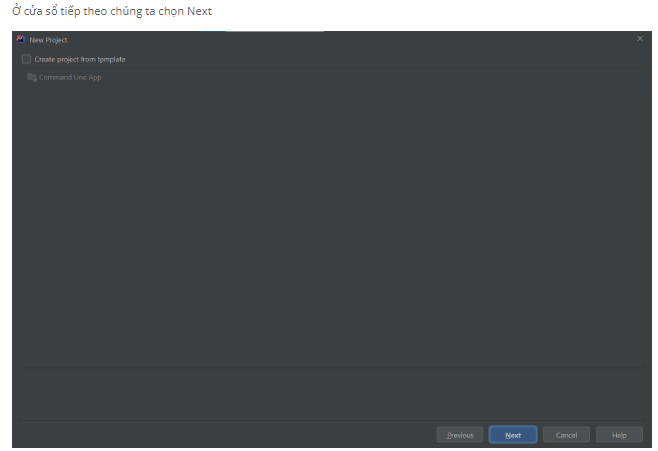 Ở cửa sổ tiếp theo chúng ta chọn Next
New Project
Create project from template
Command Line App
Previous Next Cancel Help